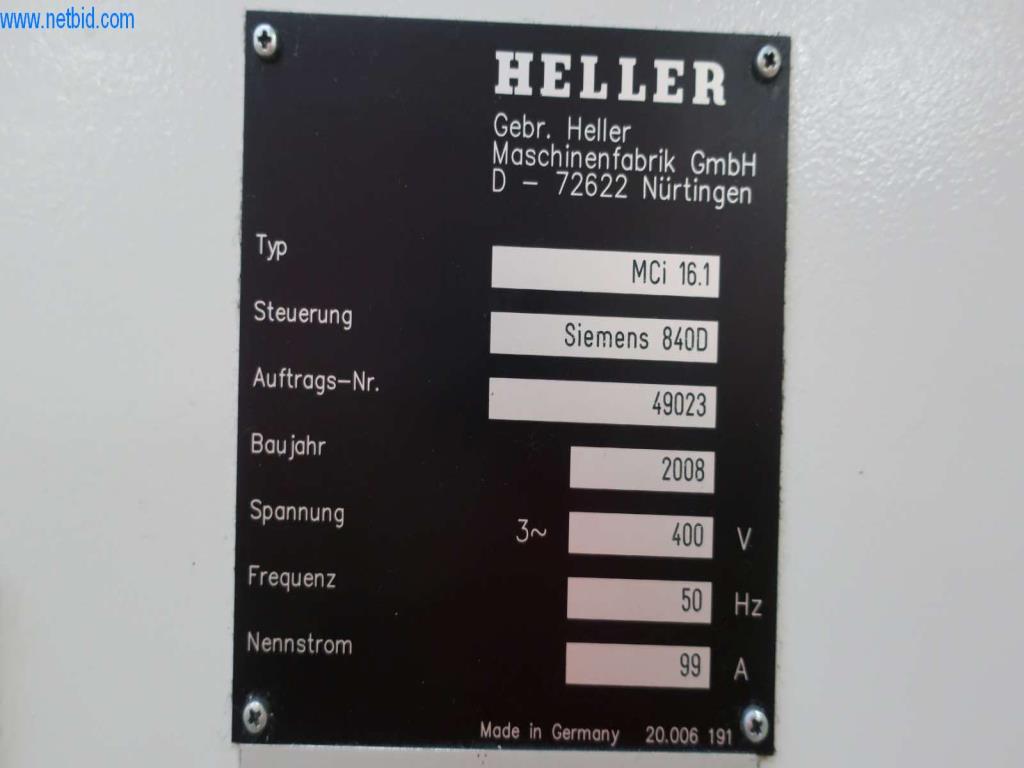 www.netbid.com
HELLER
Gebr. Heller
Maschinenfabrik GmbH
D - 72622 Nürtingen
Typ MCi 16.1
Steuerung Siemens 840D
Auftrags-Nr. 49023
Baujahr 2008
Spannung 3~ 400 V
Frequenz 50 Hz
Nennstrom 99 A
Made in Germany 20.006 191